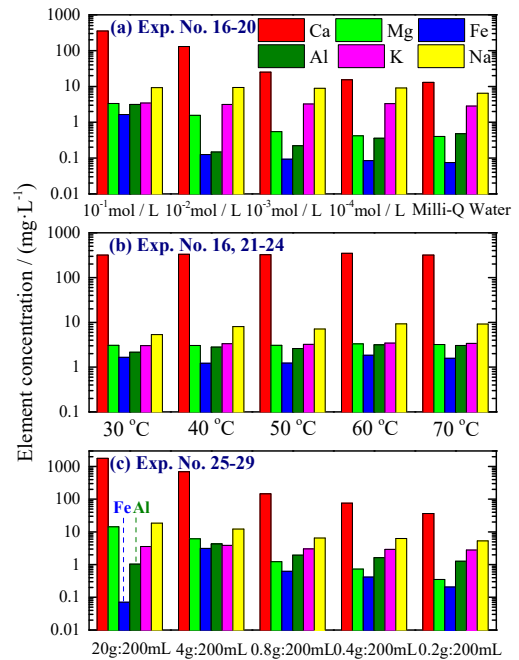 Element concentration / (mg·L⁻¹)
(a) Exp. No. 16-20
Ca Mg Fe
Al K Na
1000
100
10
1
0.1
0.01
10⁻¹mol / L 10⁻²mol / L 10⁻³mol / L 10⁻⁴mol / L Milli-Q Water
(b) Exp. No. 16, 21-24
1000
100
10
1
0.1
30 °C 40 °C 50 °C 60 °C 70 °C
(c) Exp. No. 25-29
1000
100
10
1
0.1
0.01
Fe Al
20g:200mL 4g:200mL 0.8g:200mL 0.4g:200mL 0.2g:200mL